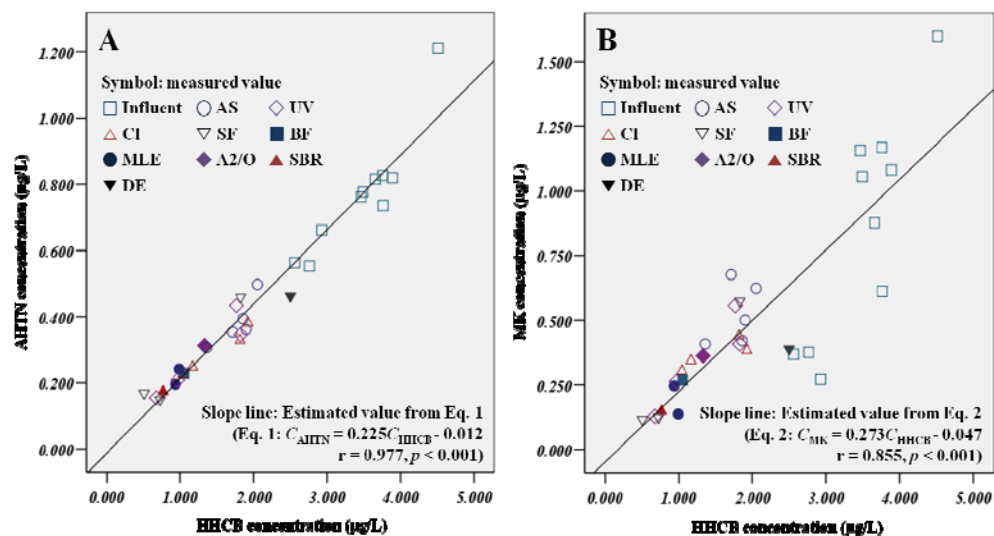 A
Symbol: measured value
Influent AS UV
CI SF BF
MLE A2/O SBR
DE
Slope line: Estimated value from Eq. 1
(Eq. 1: C_AHTN = 0.225C_HHCB - 0.012
r = 0.977, p < 0.001)
AHTN concentration (μg/L)
1.200
1.000
0.800
0.600
0.400
0.200
0.000
0.000 1.000 2.000 3.000 4.000 5.000
HHCB concentration (μg/L)
B
Symbol: measured value
Influent AS UV
CI SF BF
MLE A2/O SBR
DE
Slope line: Estimated value from Eq. 2
(Eq. 2: C_MK = 0.273C_HHCB - 0.047
r = 0.855, p < 0.001)
MK concentration (μg/L)
1.500
1.250
1.000
0.750
0.500
0.250
0.000
0.000 1.000 2.000 3.000 4.000 5.000
HHCB concentration (μg/L)